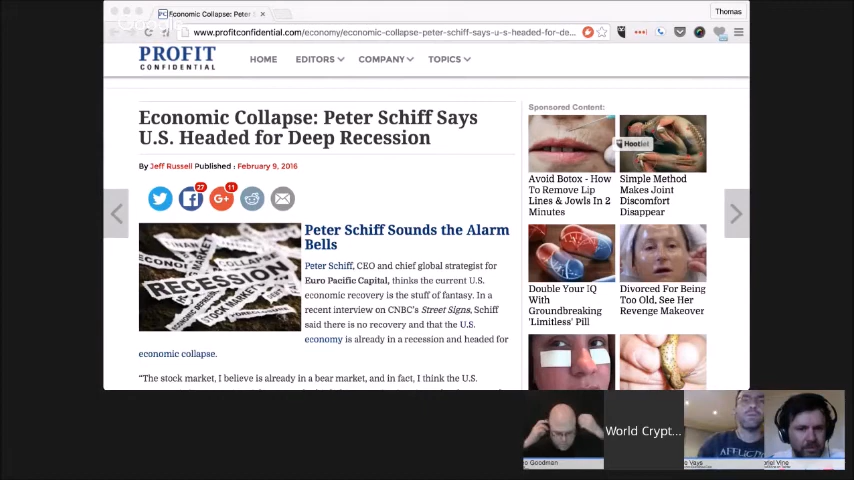 Economic Collapse: Peter S
Thomas
www.profitconfidential.com/economy/economic-collapse-peter-schiff-says-u-s-headed-for-de...
PROFIT
CONFIDENTIAL
HOME EDITORS COMPANY TOPICS
Economic Collapse: Peter Schiff Says
U.S. Headed for Deep Recession
By Jeff Russell Published : February 9, 2016
27
11
RECESSION
STOCK MARKET
Peter Schiff Sounds the Alarm
Bells
Peter Schiff, CEO and chief global strategist for
Euro Pacific Capital, thinks the current U.S.
economic recovery is the stuff of fantasy. In a
recent interview on CNBC's Street Signs, Schiff
said there is no recovery and that the U.S.
economy is already in a recession and headed for
economic collapse.
"The stock market, I believe is already in a bear market, and in fact, I think the U.S.
Sponsored Content:
Hootlet
Avoid Botox - How
To Remove Lip
Lines & Jowls In 2
Minutes
Simple Method
Makes Joint
Discomfort
Disappear
Double Your IQ
With
Groundbreaking
'Limitless' Pill
Divorced For Being
Too Old, See Her
Revenge Makeover
World Crypt...
AFFLIC
o Goodman
s Vays
riel Vine